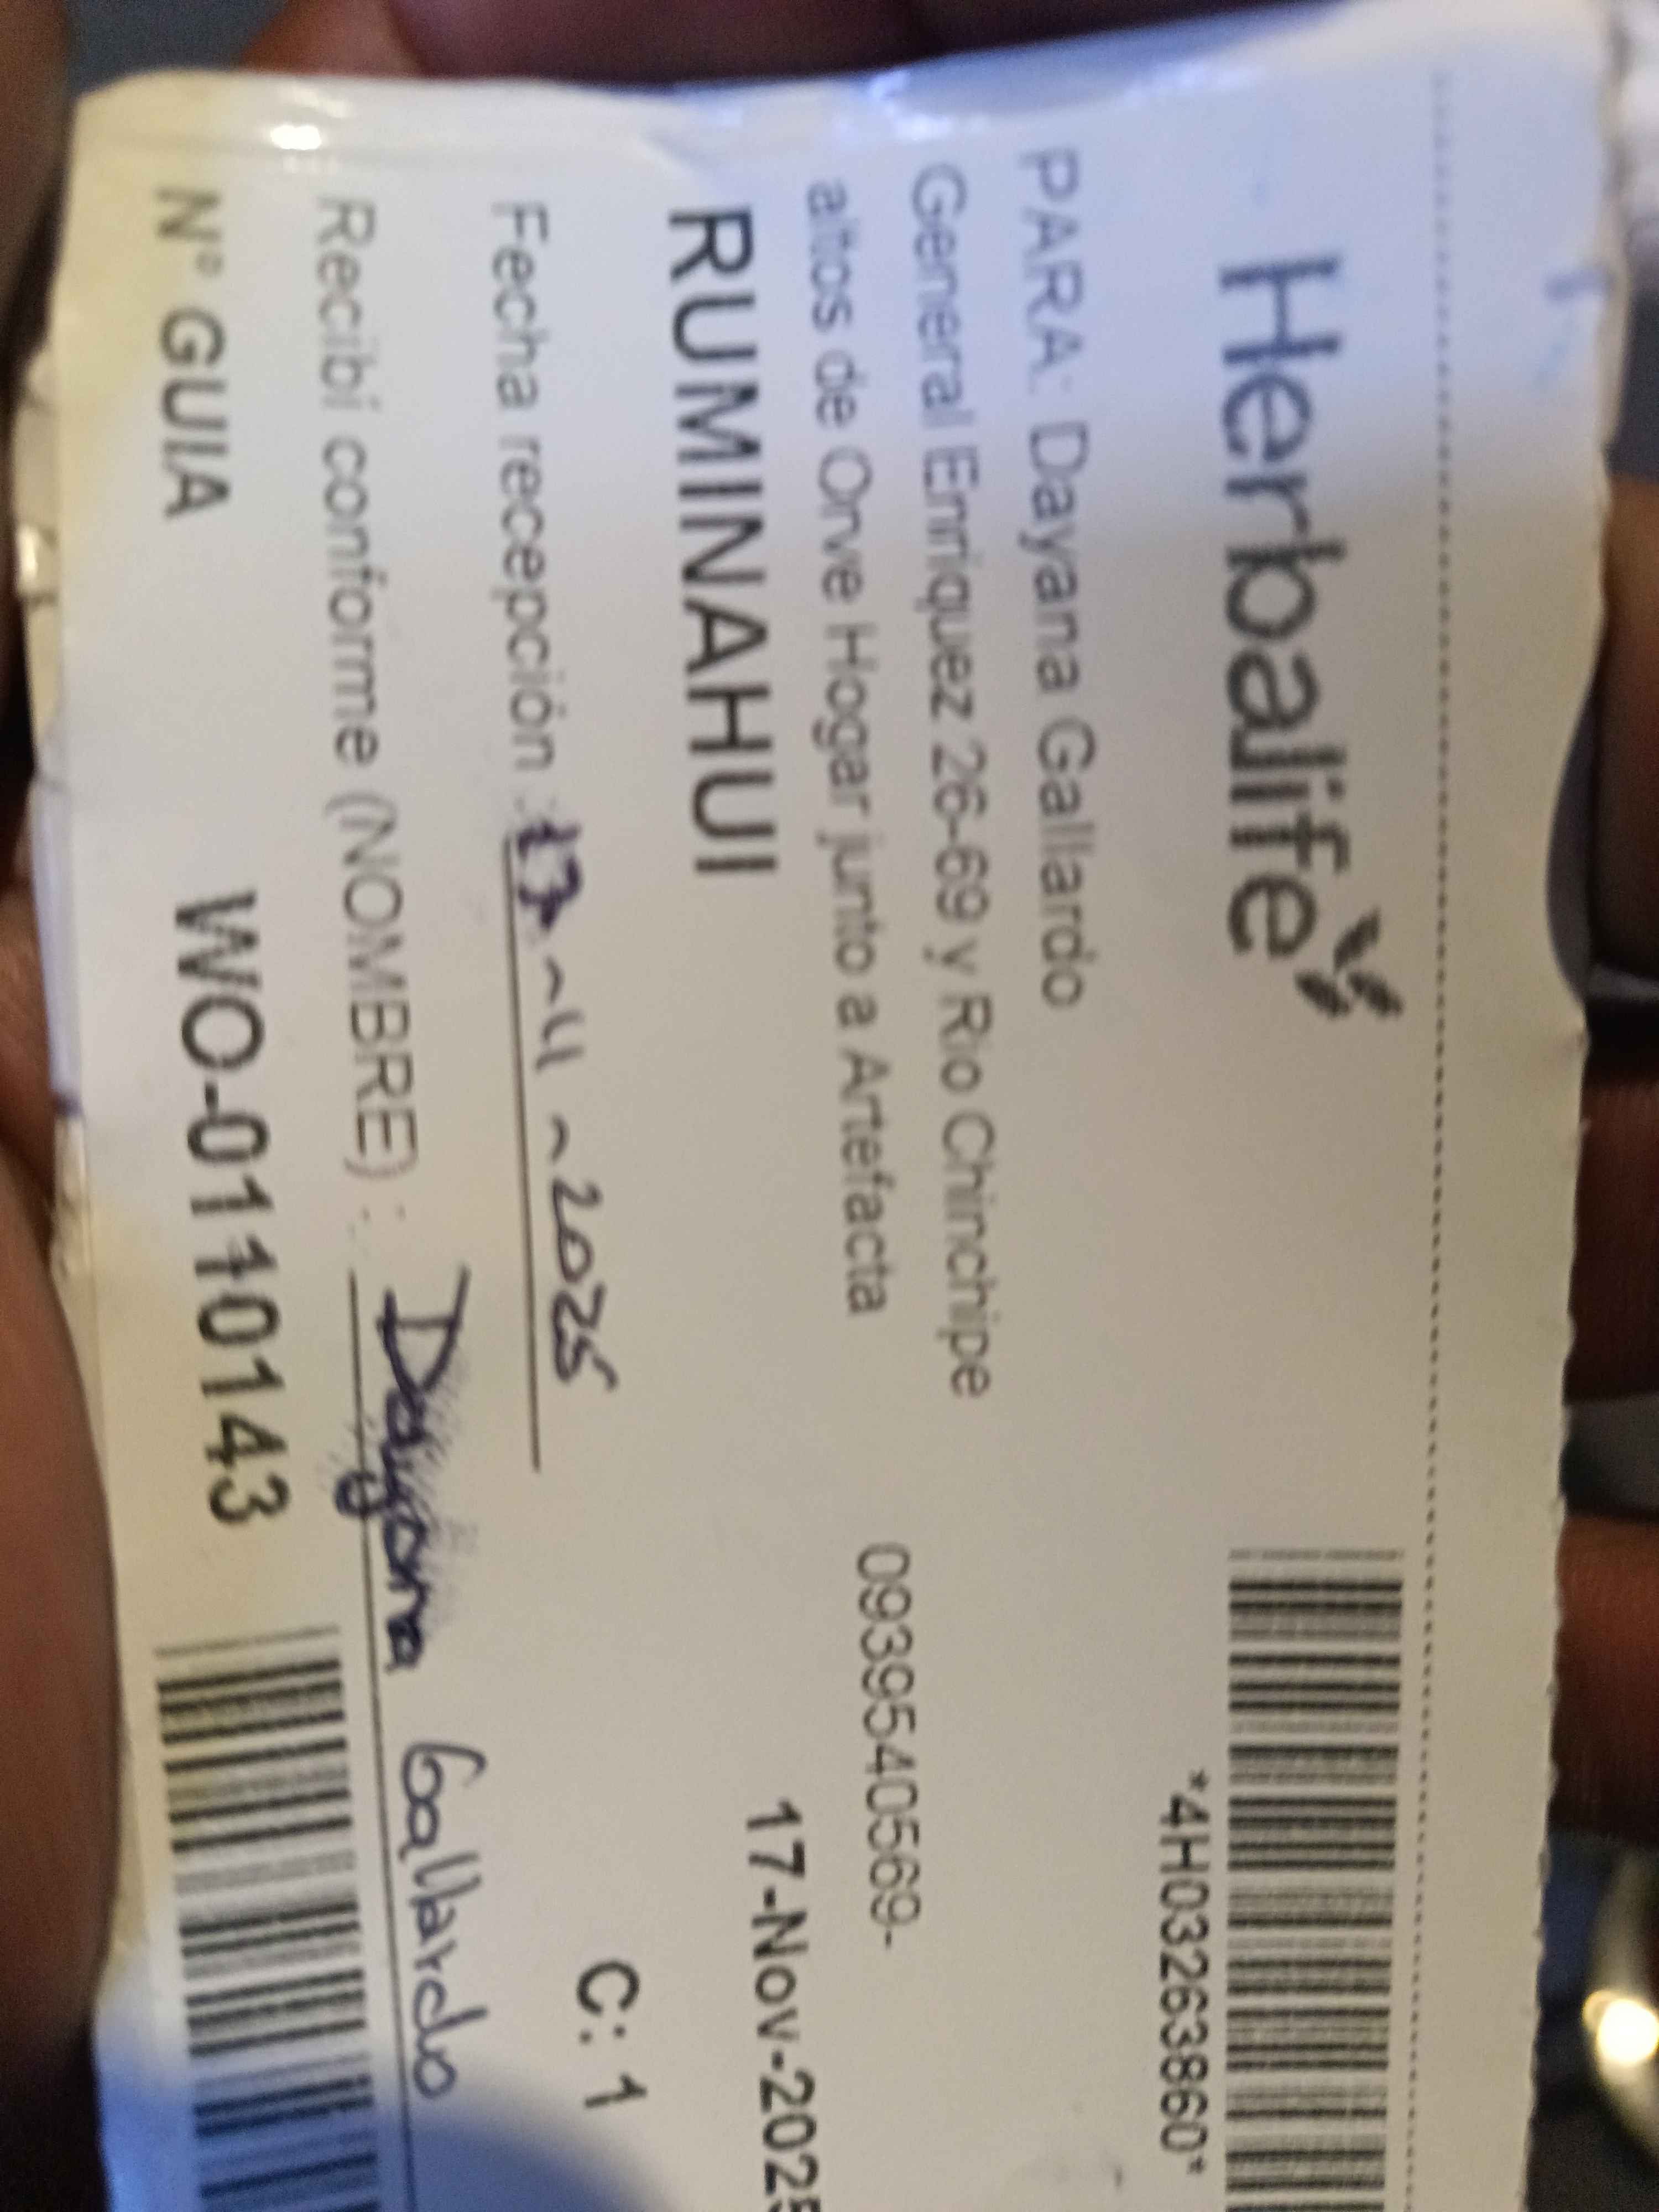 Herbalife
*4H03263860*
PARA: Dayana Gallardo
General Enriquez 26-69 y Rio Chinchipe
altos de Orve Hogar junto a Artefacta
0939540569-
RUMINAHUI
17-Nov-2025
Fecha recepción : 17-11-2025
C: 1
Recibí conforme (NOMBRE) : Dayana Gallardo
N° GUIA WO-01110143